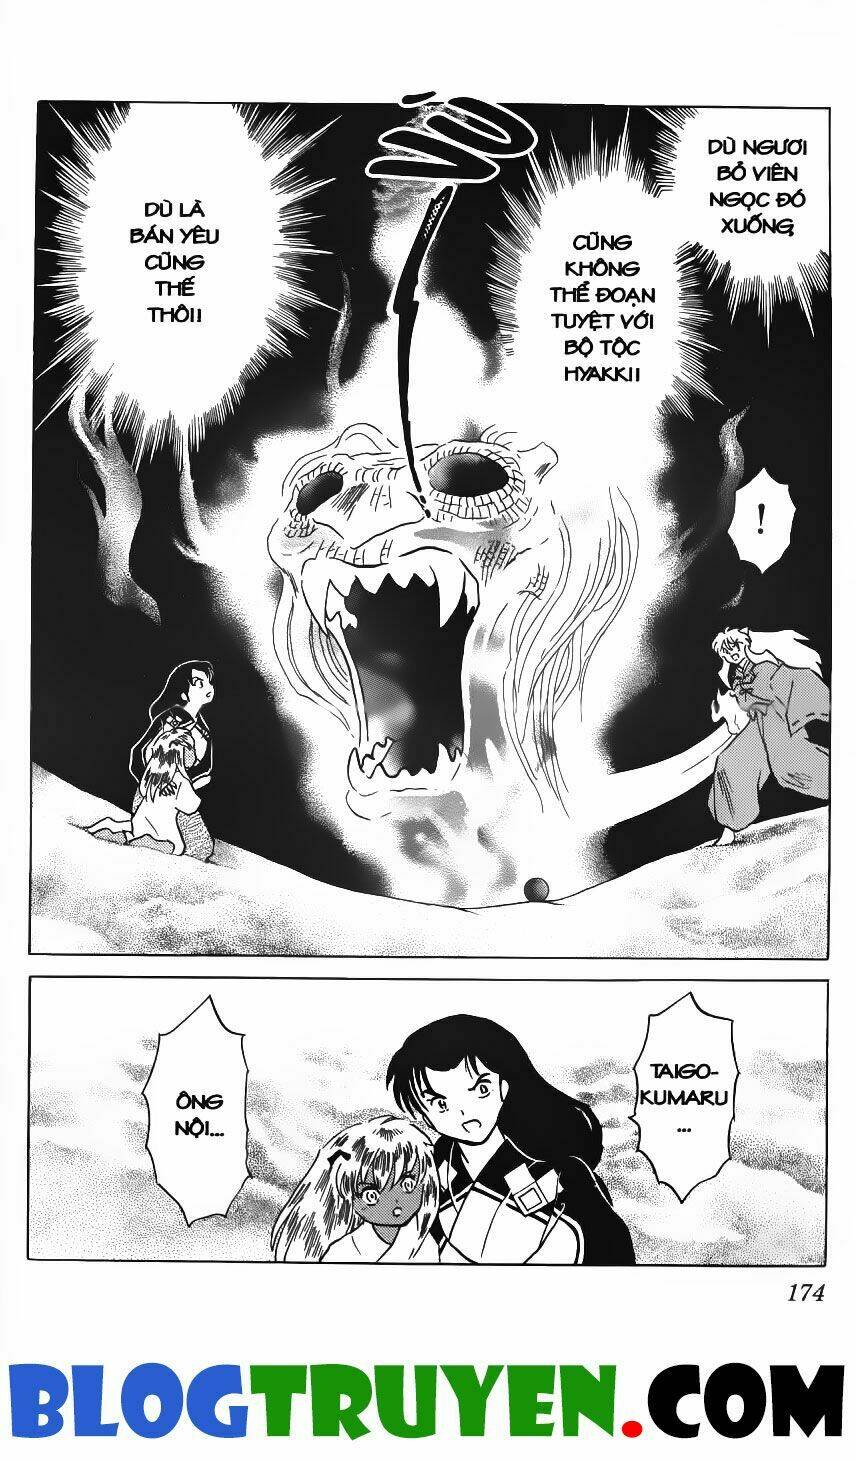 DÙ NGƯƠI
BỎ VIÊN
NGỌC ĐÓ
XUỐNG,
CŨNG
KHÔNG
THỂ ĐOẠN
TUYỆT VỚI
BỘ TỘC
HYAKKI!!
VÚ
DÙ LÀ
BÁN YÊU
CŨNG
THẾ
THÔI!!
!
TAIGO-
KUMARU
...
ÔNG
NỘI...
174
BLOGTRUYEN.COM